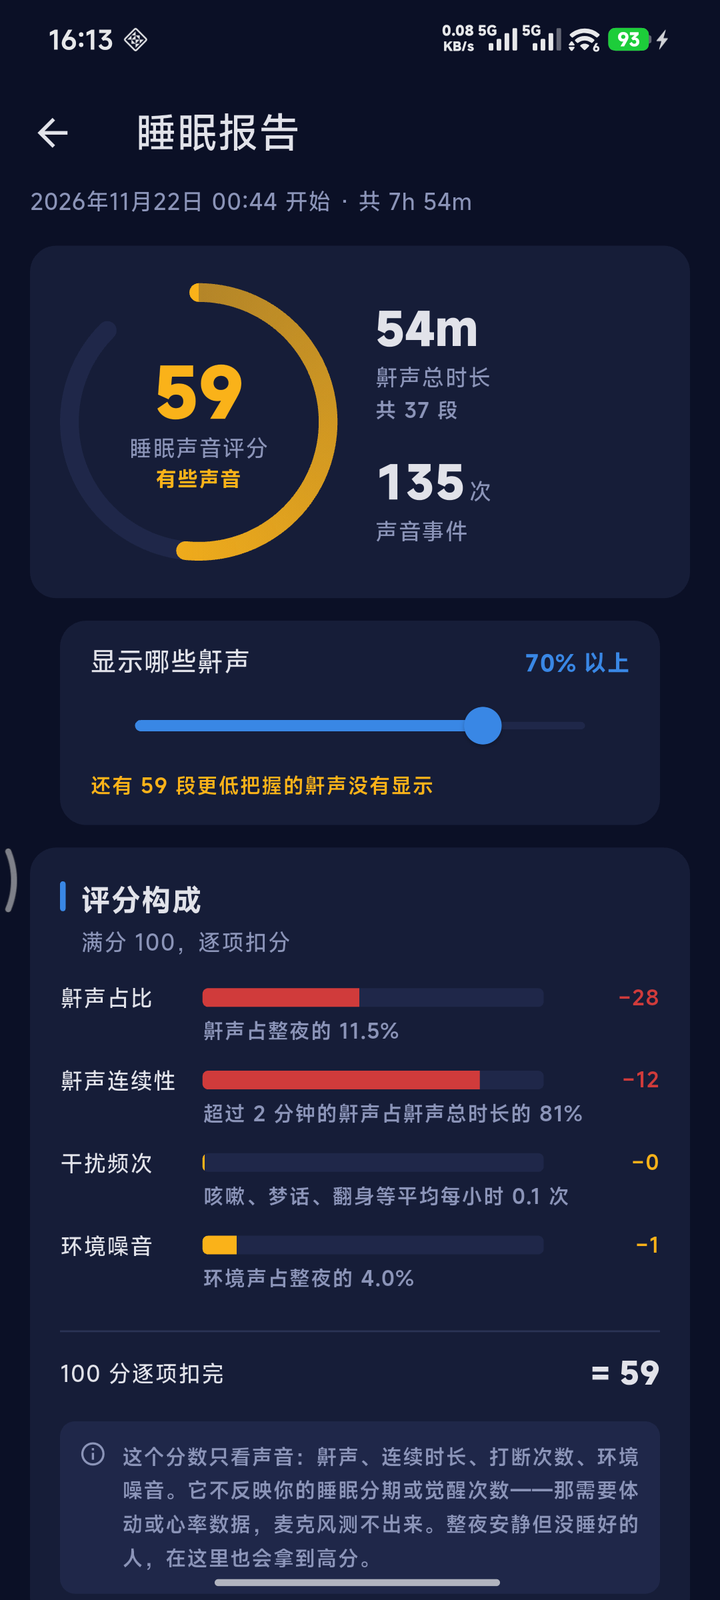 16:13
0.08 KB/s 5G 5G 6 93
睡眠报告
2026年11月22日 00:44 开始 · 共 7h 54m
59
睡眠声音评分
有些声音
54m
鼾声总时长
共 37 段
135次
声音事件
显示哪些鼾声
70% 以上
还有 59 段更低把握的鼾声没有显示
评分构成
满分 100，逐项扣分
鼾声占比
−28
鼾声占整夜的 11.5%
鼾声连续性
−12
超过 2 分钟的鼾声占鼾声总时长的 81%
干扰频次
−0
咳嗽、梦话、翻身等平均每小时 0.1 次
环境噪音
−1
环境声占整夜的 4.0%
100 分逐项扣完
= 59
这个分数只看声音：鼾声、连续时长、打断次数、环境
噪音。它不反映你的睡眠分期或觉醒次数——那需要体
动或心率数据，麦克风测不出来。整夜安静但没睡好的
人，在这里也会拿到高分。